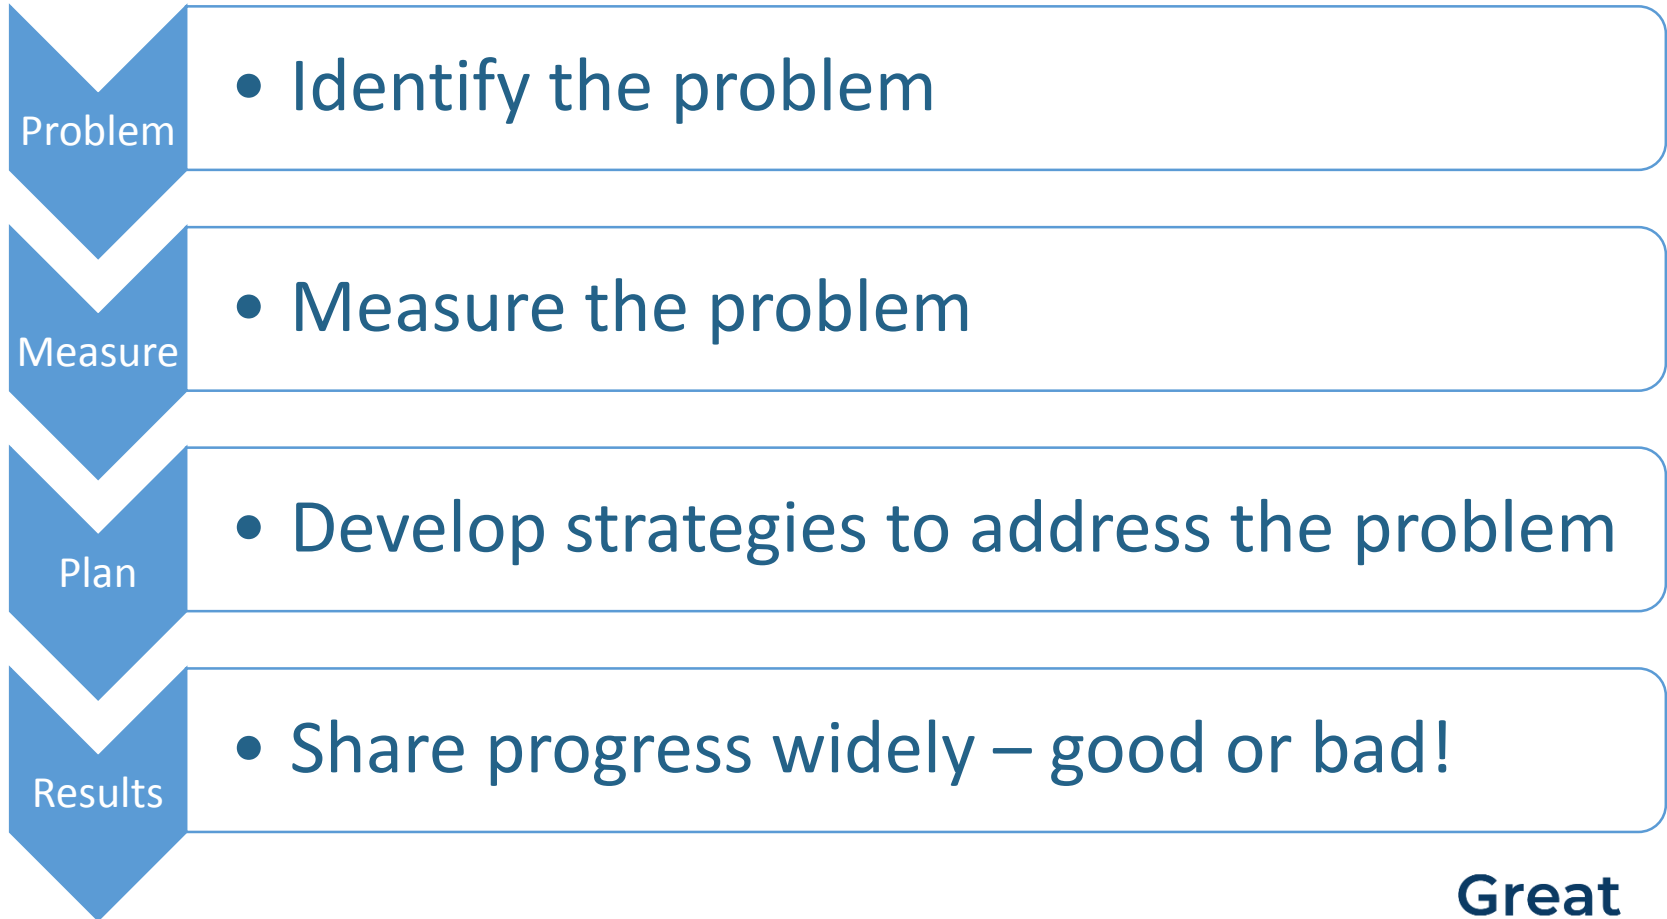 Problem
• Identify the problem
Measure
• Measure the problem
Plan
• Develop strategies to address the problem
Results
• Share progress widely – good or bad!
Great